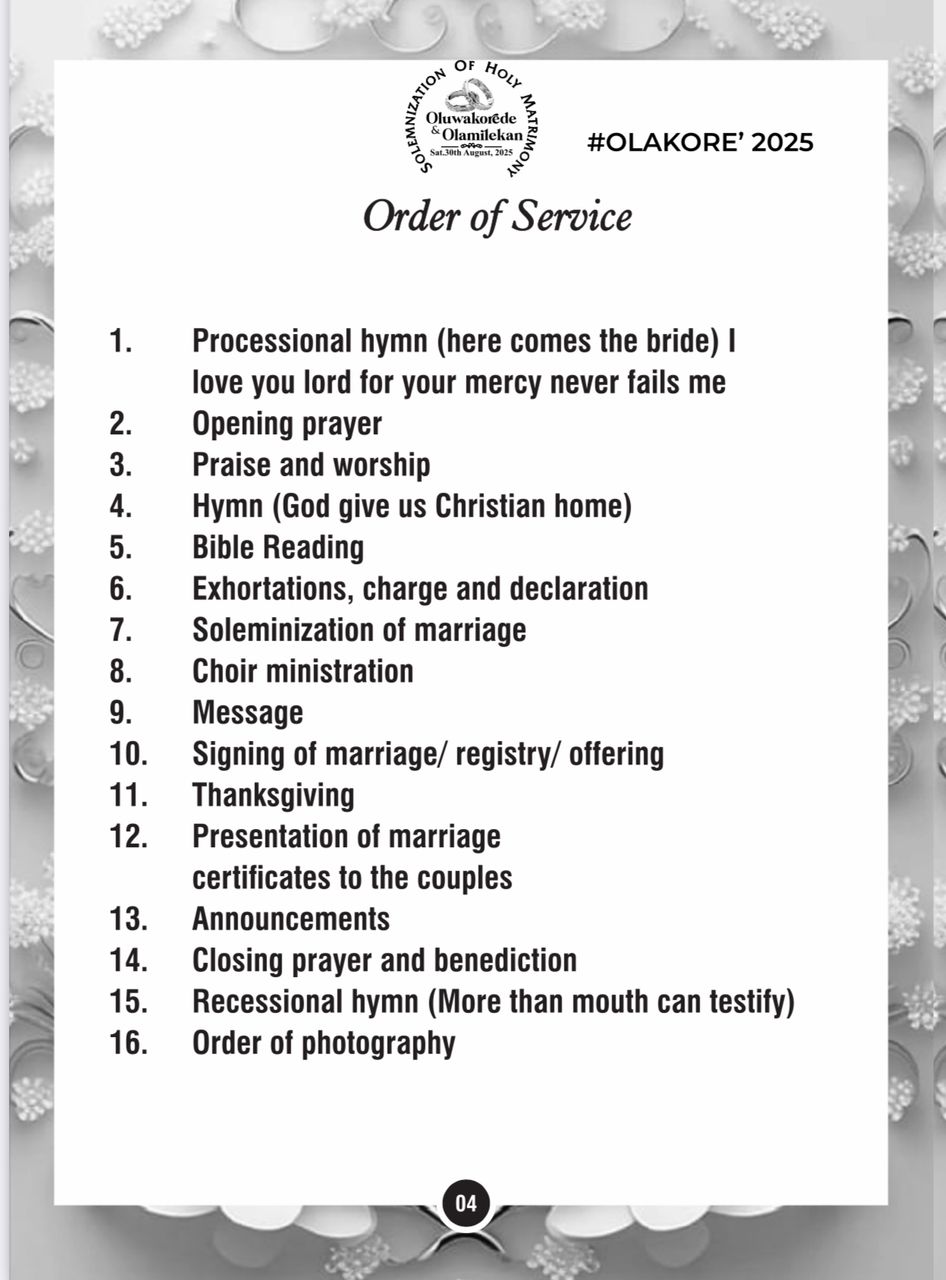 SOLEMNIZATION OF HOLY MATRIMONY
Oluwakorede
& Olamilekan
Sat.30th August, 2025
#OLAKORE’ 2025
Order of Service
1. Processional hymn (here comes the bride) I
love you lord for your mercy never fails me
2. Opening prayer
3. Praise and worship
4. Hymn (God give us Christian home)
5. Bible Reading
6. Exhortations, charge and declaration
7. Soleminization of marriage
8. Choir ministration
9. Message
10. Signing of marriage/ registry/ offering
11. Thanksgiving
12. Presentation of marriage
certificates to the couples
13. Announcements
14. Closing prayer and benediction
15. Recessional hymn (More than mouth can testify)
16. Order of photography
04